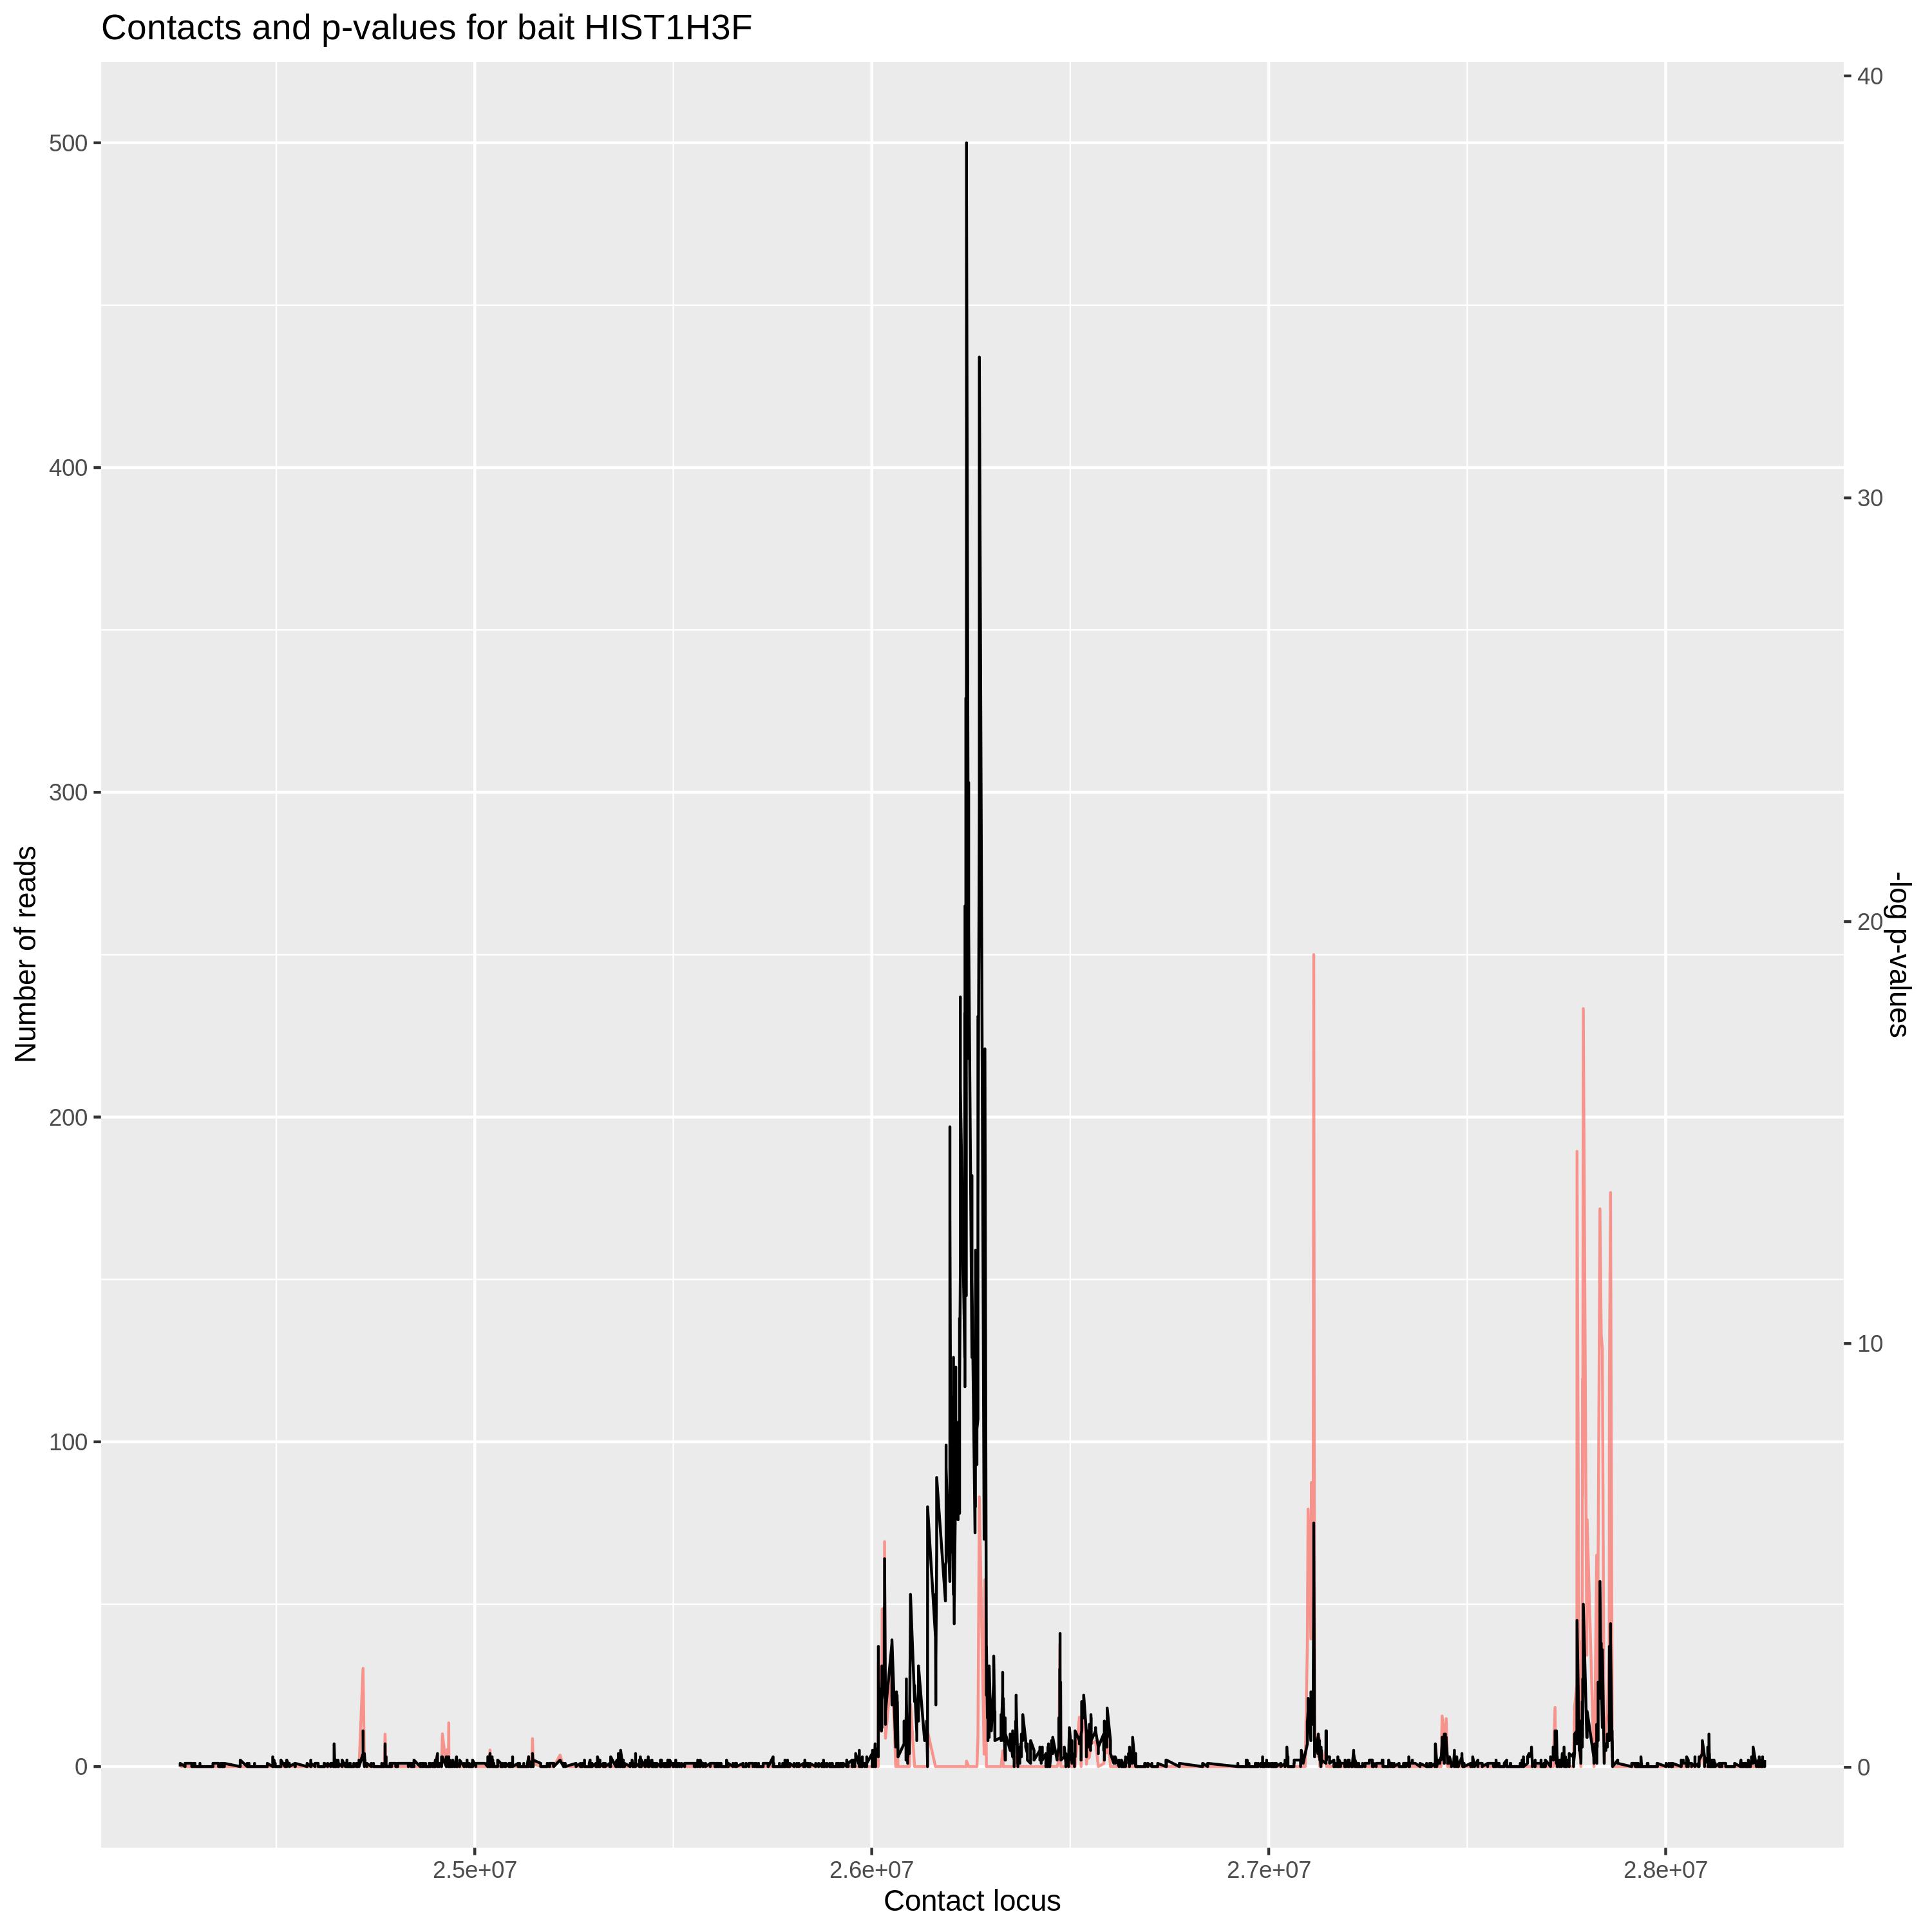 Contacts and p-values for bait HIST1H3F
40
500
400
30
300
Number of reads
-log p-values
20
200
10
100
0
0
2.5e+07
2.6e+07
2.7e+07
2.8e+07
Contact locus